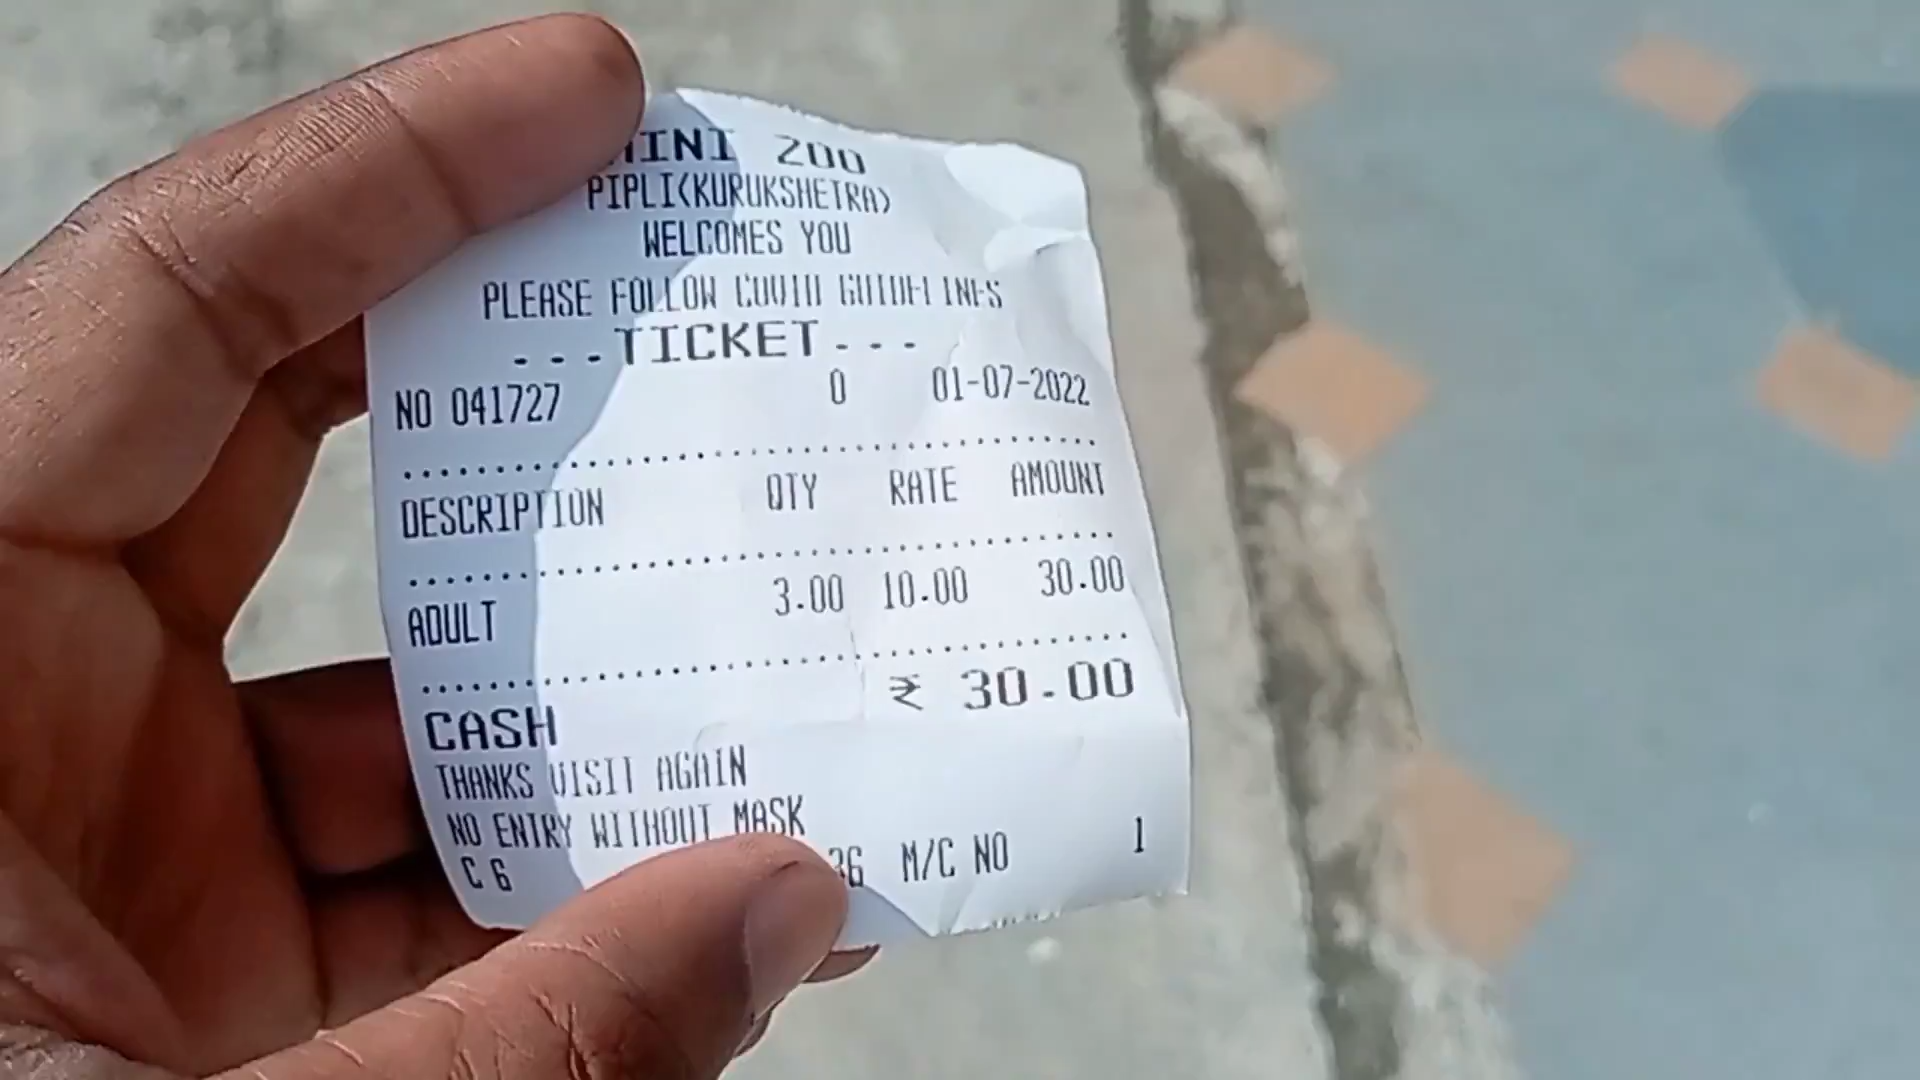 MINI ZOO
PIPLI(KURUKSHETRA)
WELCOMES YOU
PLEASE FOLLOW COVID GUIDELINES
---TICKET---
NO 041727 0 01-07-2022
DESCRIPTION QTY RATE AMOUNT
ADULT 3.00 10.00 30.00
₹ 30.00
CASH
THANKS VISIT AGAIN
NO ENTRY WITHOUT MASK
C 6 M/C NO 1